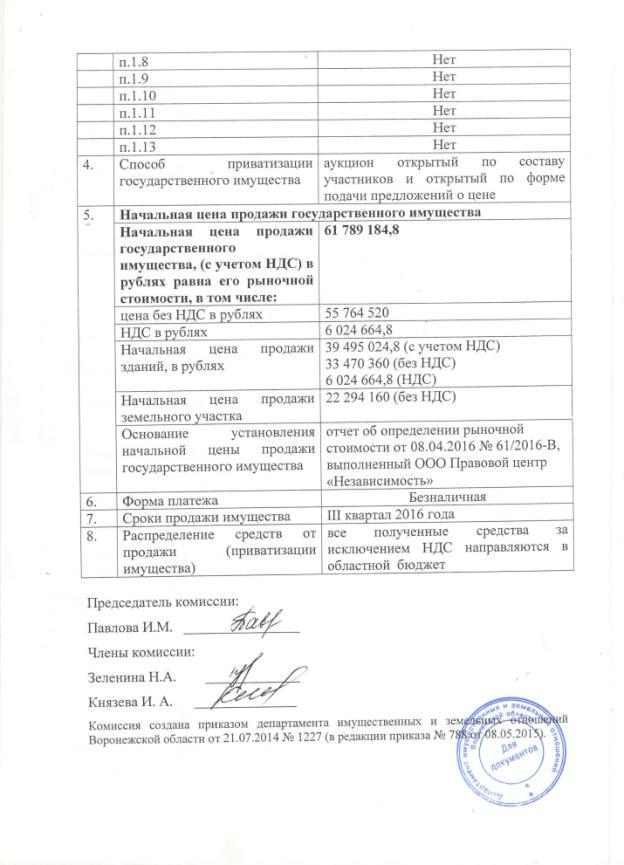 п.1.8 Нет
п.1.9 Нет
п.1.10 Нет
п.1.11 Нет
п.1.12 Нет
п.1.13 Нет
4. Способ приватизации аукцион открытый по составу
государственного имущества участников и открытый по форме
подачи предложений о цене
5. Начальная цена продажи государственного имущества
Начальная цена продажи 61 789 184,8
государственного
имущества, (с учетом НДС) в
рублях равна его рыночной
стоимости, в том числе:
цена без НДС в рублях 55 764 520
НДС в рублях 6 024 664,8
Начальная цена продажи 39 495 024,8 (с учетом НДС)
зданий, в рублях 33 470 360 (без НДС)
6 024 664,8 (НДС)
Начальная цена продажи 22 294 160 (без НДС)
земельного участка
Основание установления отчет об определении рыночной
начальной цены продажи стоимости от 08.04.2016 № 61/2016-В,
государственного имущества выполненный ООО Правовой центр
«Независимость»
6. Форма платежа Безналичная
7. Сроки продажи имущества III квартал 2016 года
8. Распределение средств от все полученные средства за
продажи (приватизации исключением НДС направляются в
имущества) областной бюджет
Председатель комиссии:
Павлова И.М.
Члены комиссии:
Зеленина Н.А.
Князева И. А.
Комиссия создана приказом департамента имущественных и земельных отношений
Воронежской области от 21.07.2014 № 1227 (в редакции приказа № 788 от 08.05.2015).
Департамент имущественных и земельных отношений
Воронежской области
Для
документов